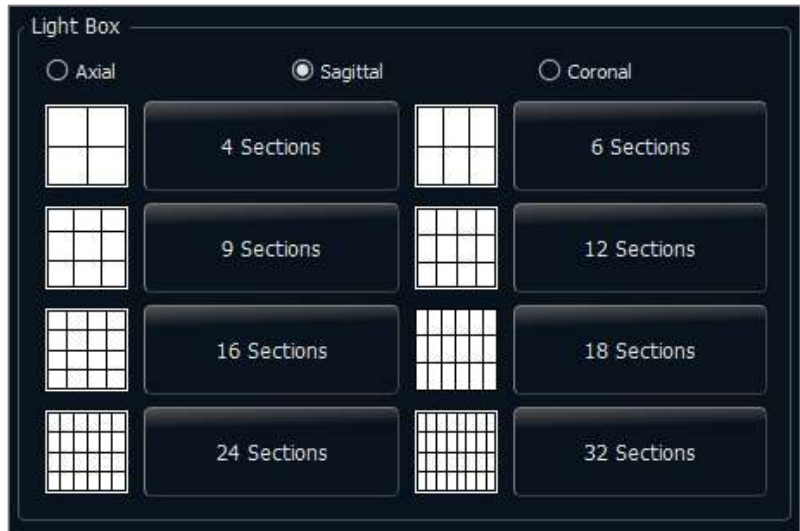 Light Box
Axial Sagittal Coronal
4 Sections 6 Sections
9 Sections 12 Sections
16 Sections 18 Sections
24 Sections 32 Sections